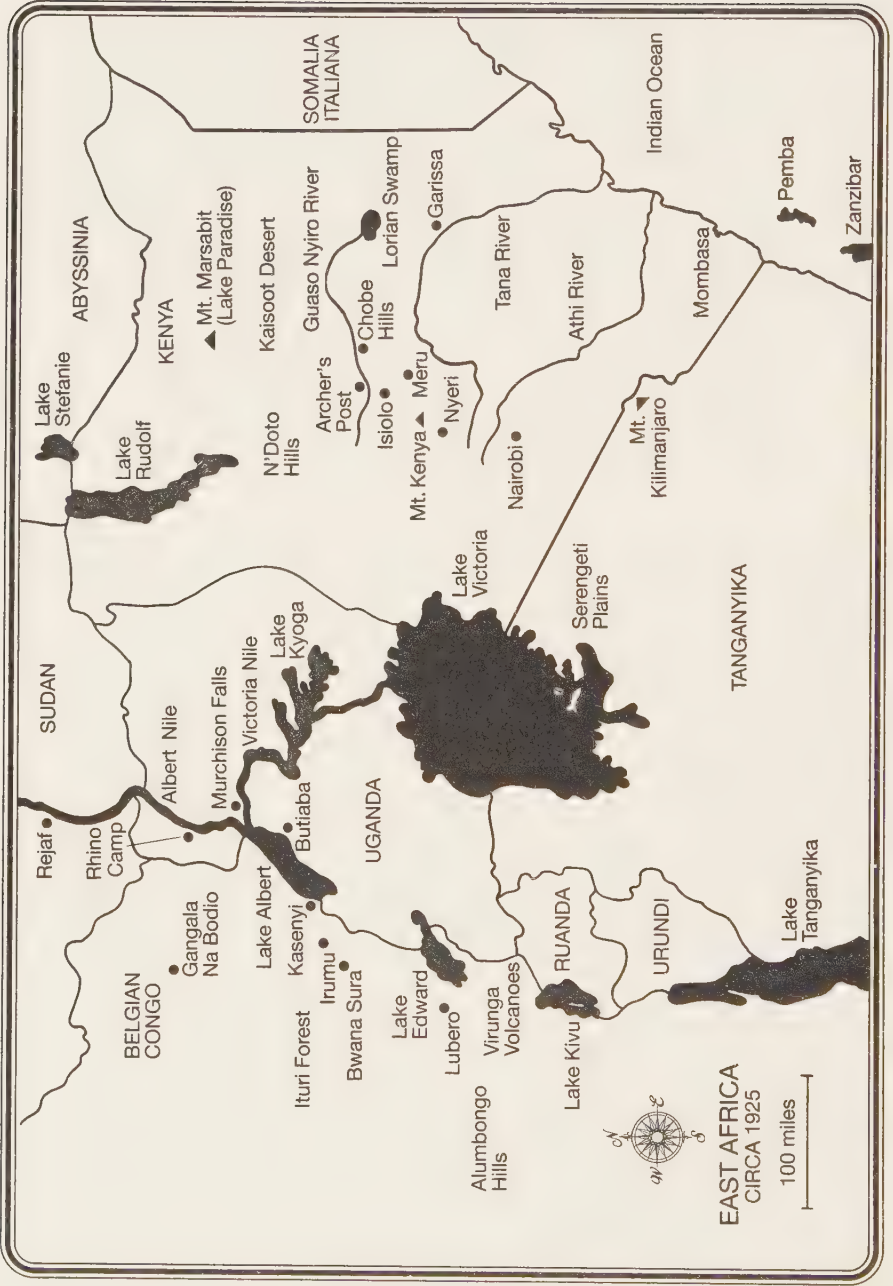 Rejaf
SUDAN
Lake
Stefanie
ABYSSINIA
SOMALIA
ITALIANA
Rhino
Camp
Albert Nile
Lake
Rudolf
KENYA
Mt. Marsabit
(Lake Paradise)
BELGIAN
CONGO
Gangala
Na Bodio
Murchison Falls
Victoria Nile
Lake
Kyoga
N'Doto
Hills
Kaisoot Desert
Lake Albert
Kasenyi
Butiaba
Archer's
Post
Guaso Nyiro River
Ituri Forest
Irumu
Bwana Sura
UGANDA
Isiolo
Chobe
Hills
Lorian Swamp
Lake
Edward
Lubero
Mt. Kenya
Meru
Nyeri
Garissa
Virunga
Volcanoes
Lake
Victoria
Nairobi
Tana River
Alumbongo
Hills
Lake Kivu
RUANDA
Serengeti
Plains
Athi River
Indian Ocean
URUNDI
Mt.
Kilimanjaro
Mombasa
TANGANYIKA
Pemba
Lake
Tanganyika
Zanzibar
N
W
E
S
EAST AFRICA
CIRCA 1925
100 miles